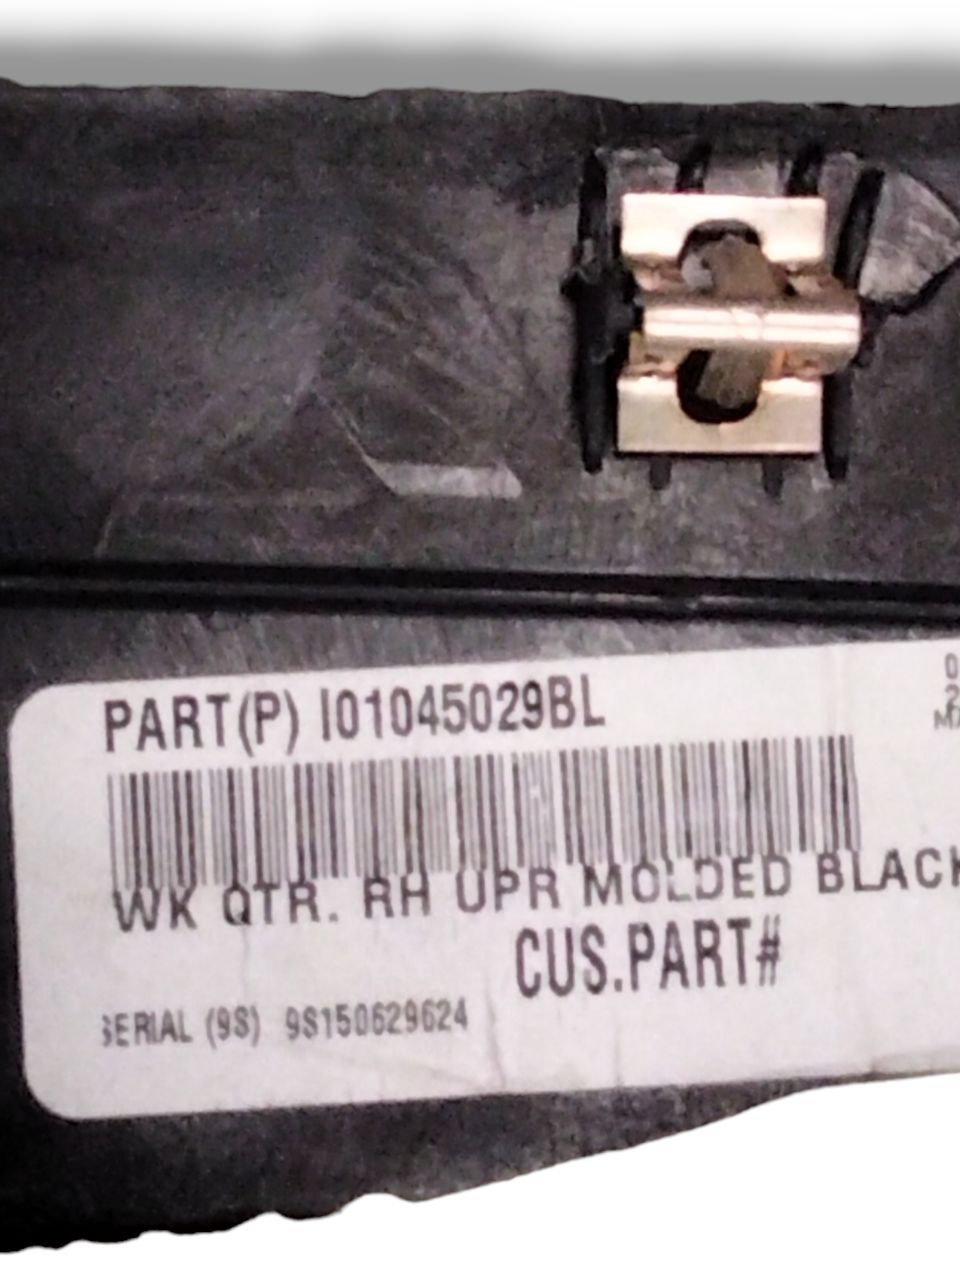 PART(P) I01045029BL
WK QTR. RH UPR MOLDED BLACK
CUS.PART#
SERIAL (9S) 9S150629624